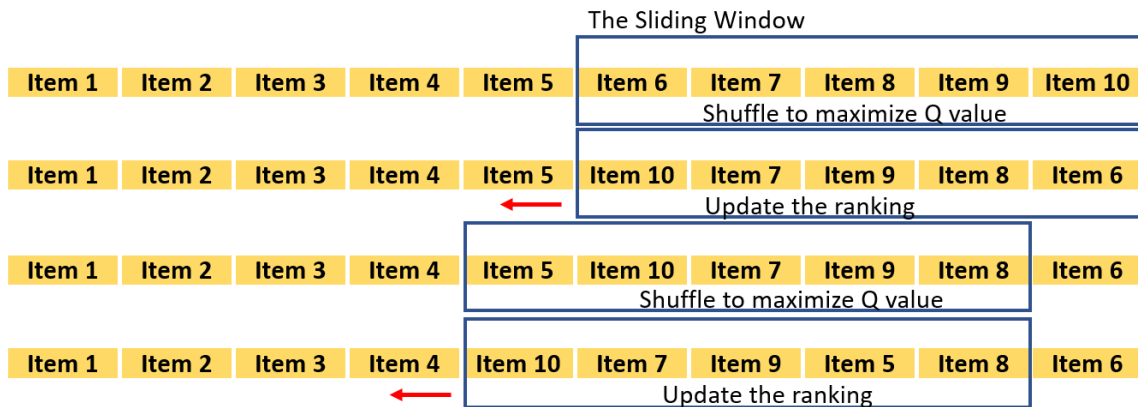 The Sliding Window
Item 1 Item 2 Item 3 Item 4 Item 5 Item 6 Item 7 Item 8 Item 9 Item 10
Shuffle to maximize Q value
Item 1 Item 2 Item 3 Item 4 Item 5 Item 10 Item 7 Item 9 Item 8 Item 6
Update the ranking
Item 1 Item 2 Item 3 Item 4 Item 5 Item 10 Item 7 Item 9 Item 8 Item 6
Shuffle to maximize Q value
Item 1 Item 2 Item 3 Item 4 Item 10 Item 7 Item 9 Item 5 Item 8 Item 6
Update the ranking